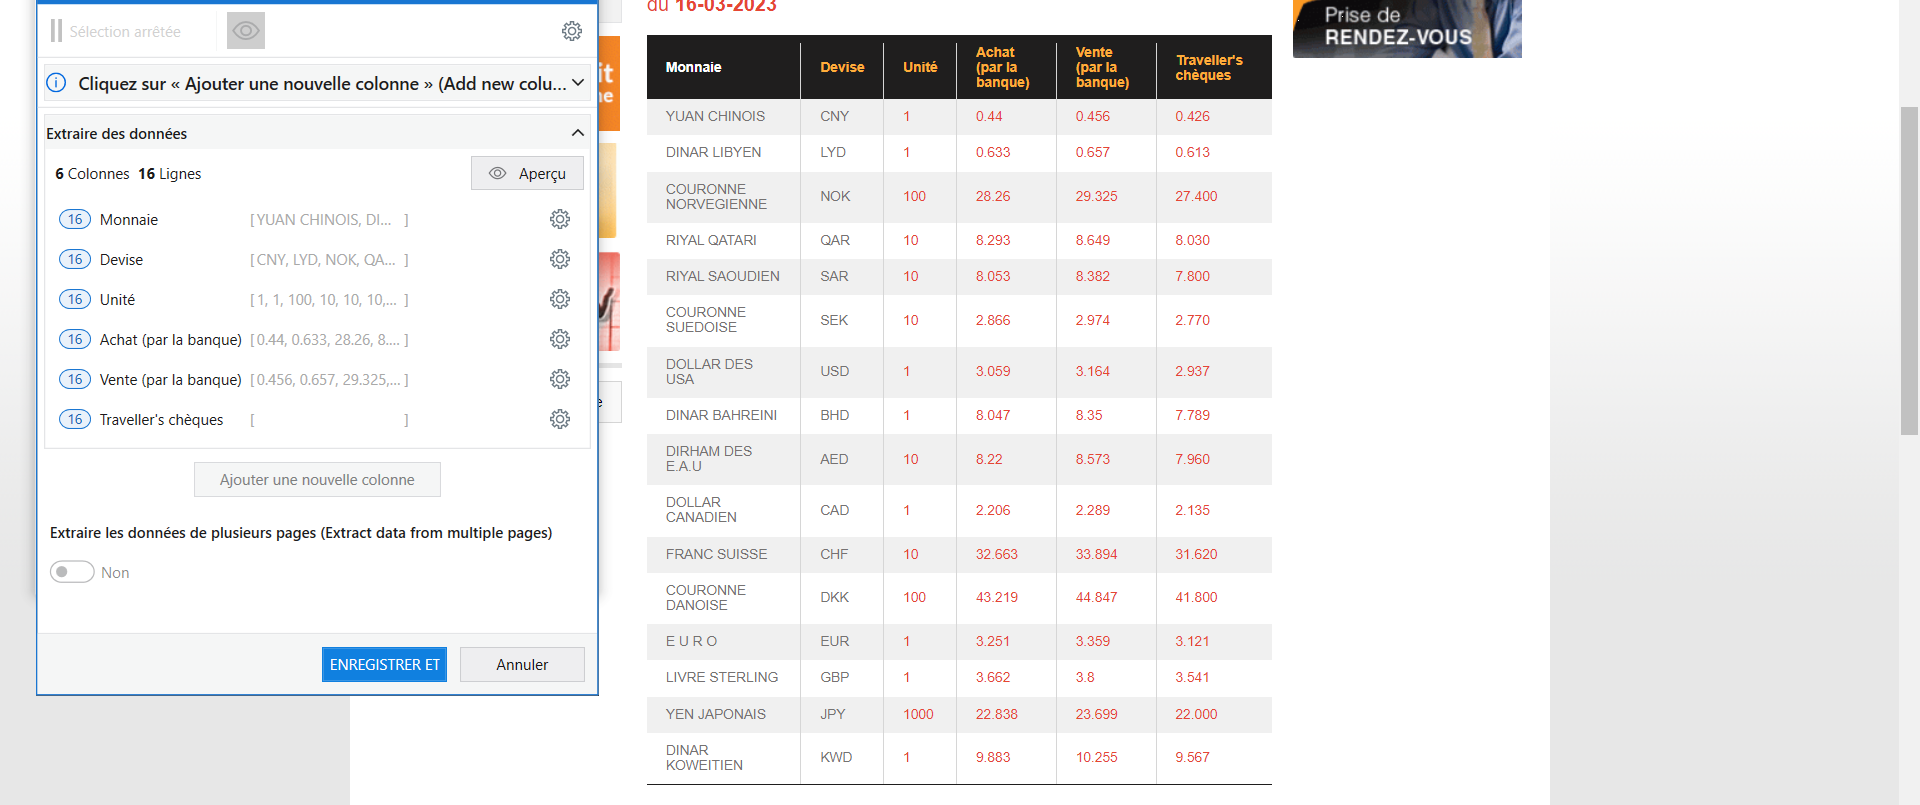 Sélection arrêtée
Cliquez sur « Ajouter une nouvelle colonne » (Add new colu...
Extraire des données
6 Colonnes 16 Lignes
Aperçu
16 Monnaie [ YUAN CHINOIS, DI... ]
16 Devise [ CNY, LYD, NOK, QA... ]
16 Unité [ 1, 1, 100, 10, 10, 10,... ]
16 Achat (par la banque) [ 0.44, 0.633, 28.26, 8.... ]
16 Vente (par la banque) [ 0.456, 0.657, 29.325,... ]
16 Traveller's chèques [ ]
Ajouter une nouvelle colonne
Extraire les données de plusieurs pages (Extract data from multiple pages)
Non
ENREGISTRER ET
Annuler
du 16-03-2023
Monnaie Devise Unité Achat (par la banque) Vente (par la banque) Traveller's chèques
YUAN CHINOIS CNY 1 0.44 0.456 0.426
DINAR LIBYEN LYD 1 0.633 0.657 0.613
COURONNE NORVEGIENNE NOK 100 28.26 29.325 27.400
RIYAL QATARI QAR 10 8.293 8.649 8.030
RIYAL SAOUDIEN SAR 10 8.053 8.382 7.800
COURONNE SUEDOISE SEK 10 2.866 2.974 2.770
DOLLAR DES USA USD 1 3.059 3.164 2.937
DINAR BAHREINI BHD 1 8.047 8.35 7.789
DIRHAM DES E.A.U AED 10 8.22 8.573 7.960
DOLLAR CANADIEN CAD 1 2.206 2.289 2.135
FRANC SUISSE CHF 10 32.663 33.894 31.620
COURONNE DANOISE DKK 100 43.219 44.847 41.800
E U R O EUR 1 3.251 3.359 3.121
LIVRE STERLING GBP 1 3.662 3.8 3.541
YEN JAPONAIS JPY 1000 22.838 23.699 22.000
DINAR KOWEITIEN KWD 1 9.883 10.255 9.567
Prise de
RENDEZ-VOUS